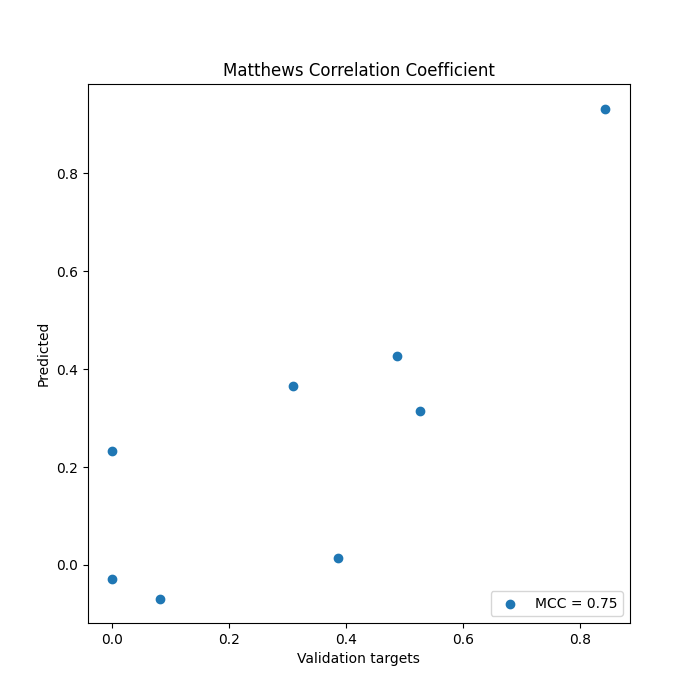 Matthews Correlation Coefficient
Predicted
0.8
0.6
0.4
0.2
0.0
MCC = 0.75
0.0 0.2 0.4 0.6 0.8
Validation targets